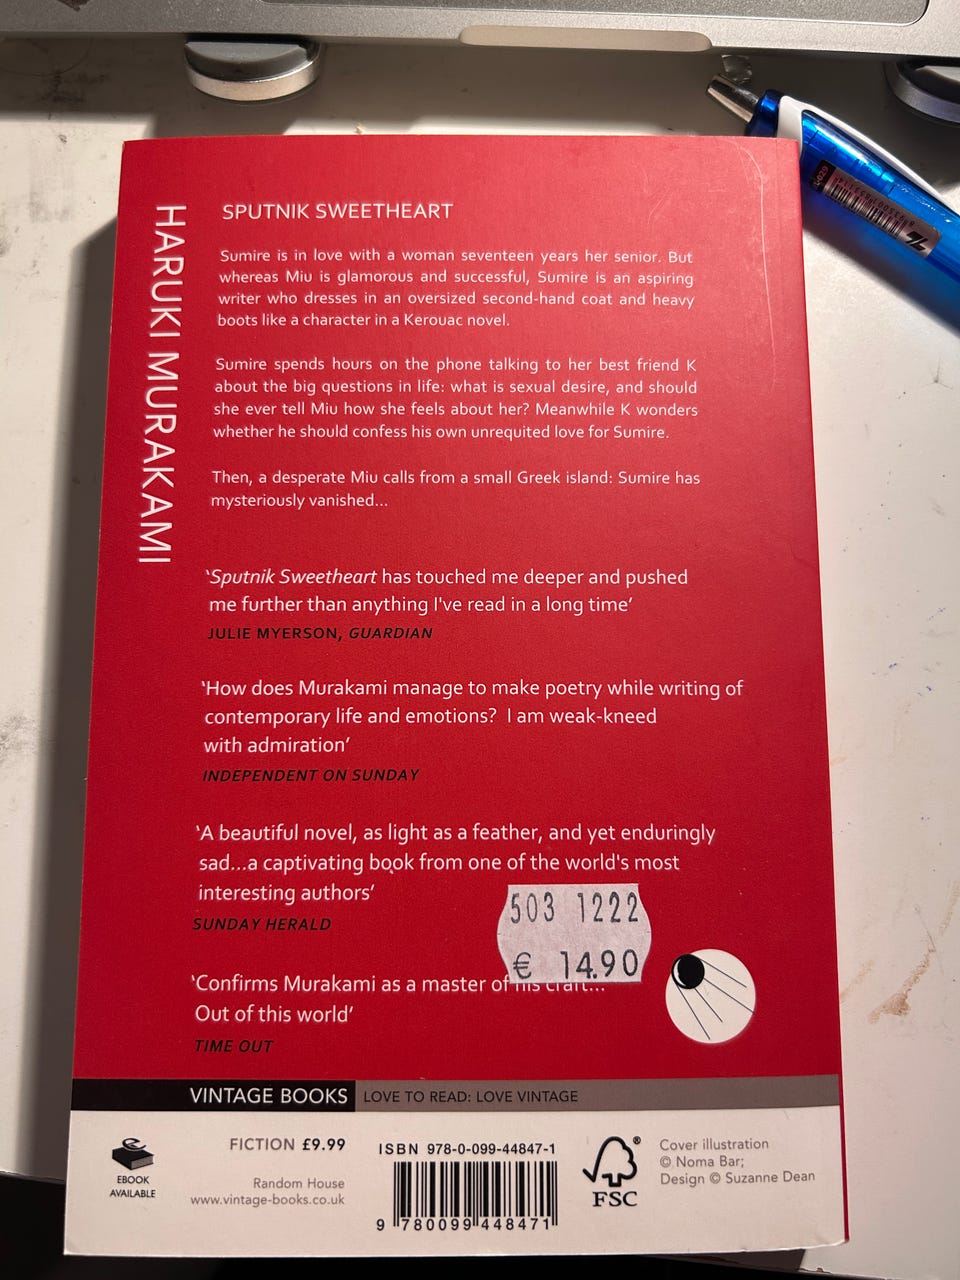 HARUKI MURAKAMI
SPUTNIK SWEETHEART
Sumire is in love with a woman seventeen years her senior. But
whereas Miu is glamorous and successful, Sumire is an aspiring
writer who dresses in an oversized second-hand coat and heavy
boots like a character in a Kerouac novel.
Sumire spends hours on the phone talking to her best friend K
about the big questions in life: what is sexual desire, and should
she ever tell Miu how she feels about her? Meanwhile K wonders
whether he should confess his own unrequited love for Sumire.
Then, a desperate Miu calls from a small Greek island: Sumire has
mysteriously vanished...
‘Sputnik Sweetheart has touched me deeper and pushed
me further than anything I've read in a long time’
JULIE MYERSON, GUARDIAN
‘How does Murakami manage to make poetry while writing of
contemporary life and emotions? I am weak-kneed
with admiration’
INDEPENDENT ON SUNDAY
‘A beautiful novel, as light as a feather, and yet enduringly
sad...a captivating book from one of the world's most
interesting authors’
SUNDAY HERALD
503 1222
€ 14.90
‘Confirms Murakami as a master of his craft...
Out of this world’
TIME OUT
VINTAGE BOOKS LOVE TO READ: LOVE VINTAGE
EBOOK
AVAILABLE
FICTION £9.99
Random House
www.vintage-books.co.uk
ISBN 978-0-099-44847-1
9 780099 448471
®
FSC
Cover illustration
© Noma Bar;
Design © Suzanne Dean